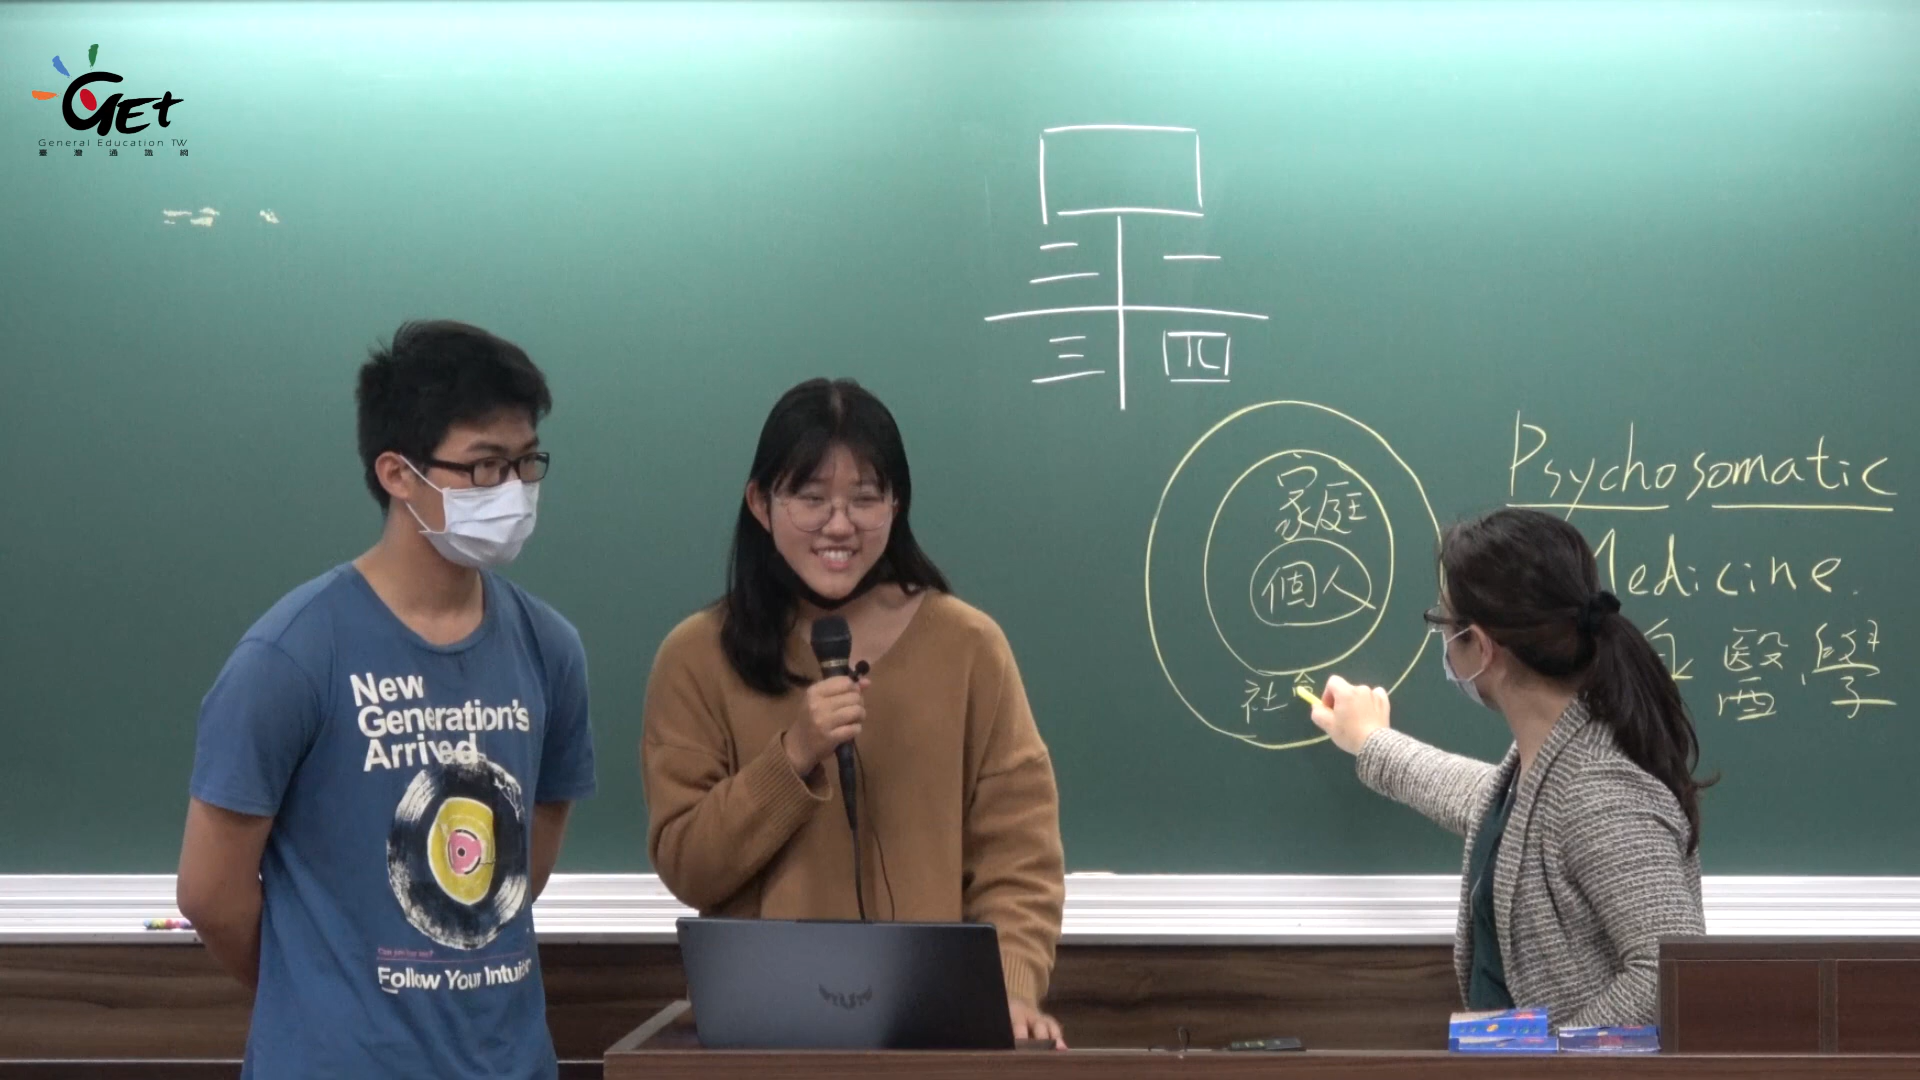 GET
General Education TW
臺灣通識網
二 一
三 四
家庭
個人
社會
Psychosomatic
Medicine.
醫學
New
Generation's
Arrived
Follow Your Intuition